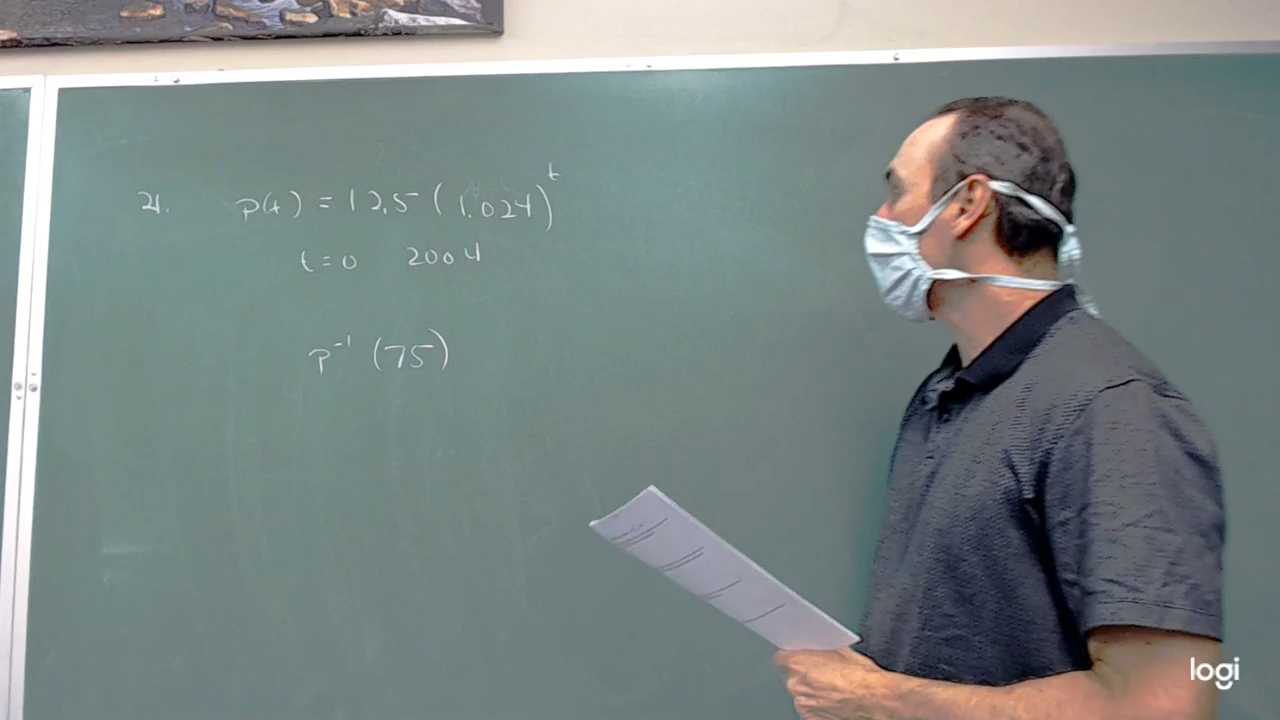 21. P(t) = 12.5 (1.024)^t
t=0 2004
P^-1 (75)
logi